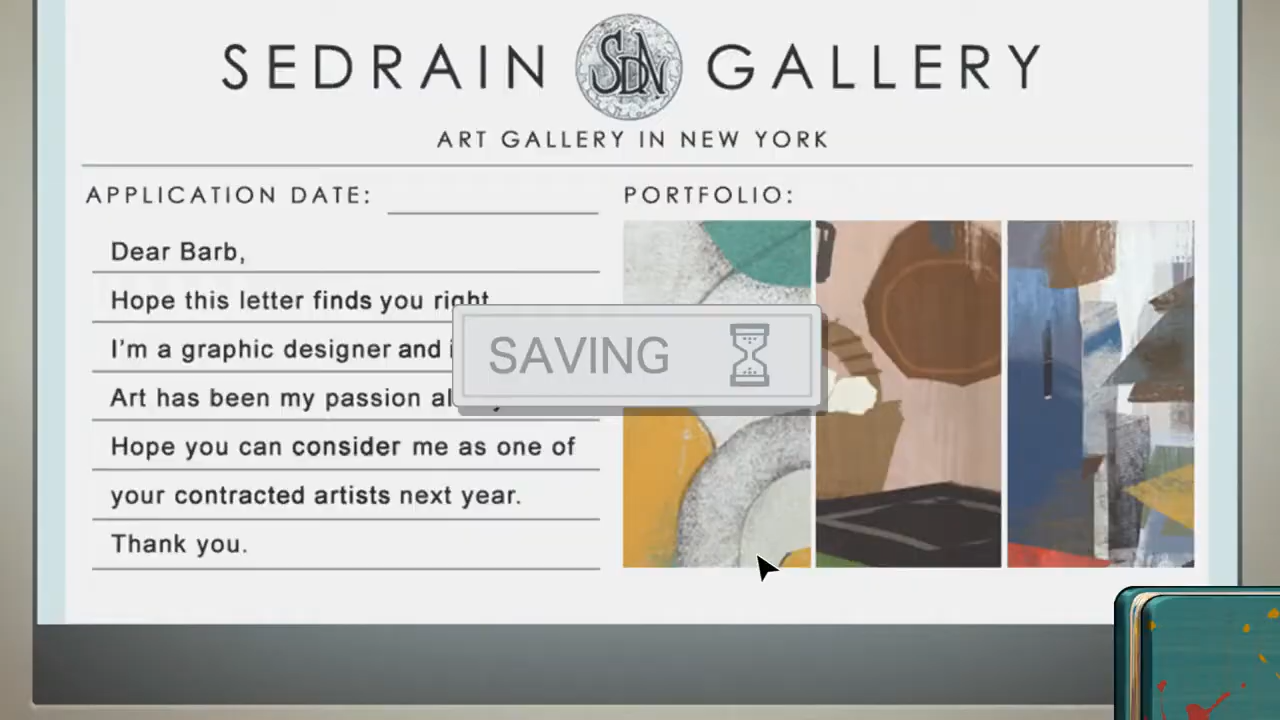 SEDRAIN SDN GALLERY
ART GALLERY IN NEW YORK
APPLICATION DATE:
PORTFOLIO:
Dear Barb,
Hope this letter finds you right
I'm a graphic designer and
Art has been my passion
SAVING
Hope you can consider me as one of
your contracted artists next year.
Thank you.